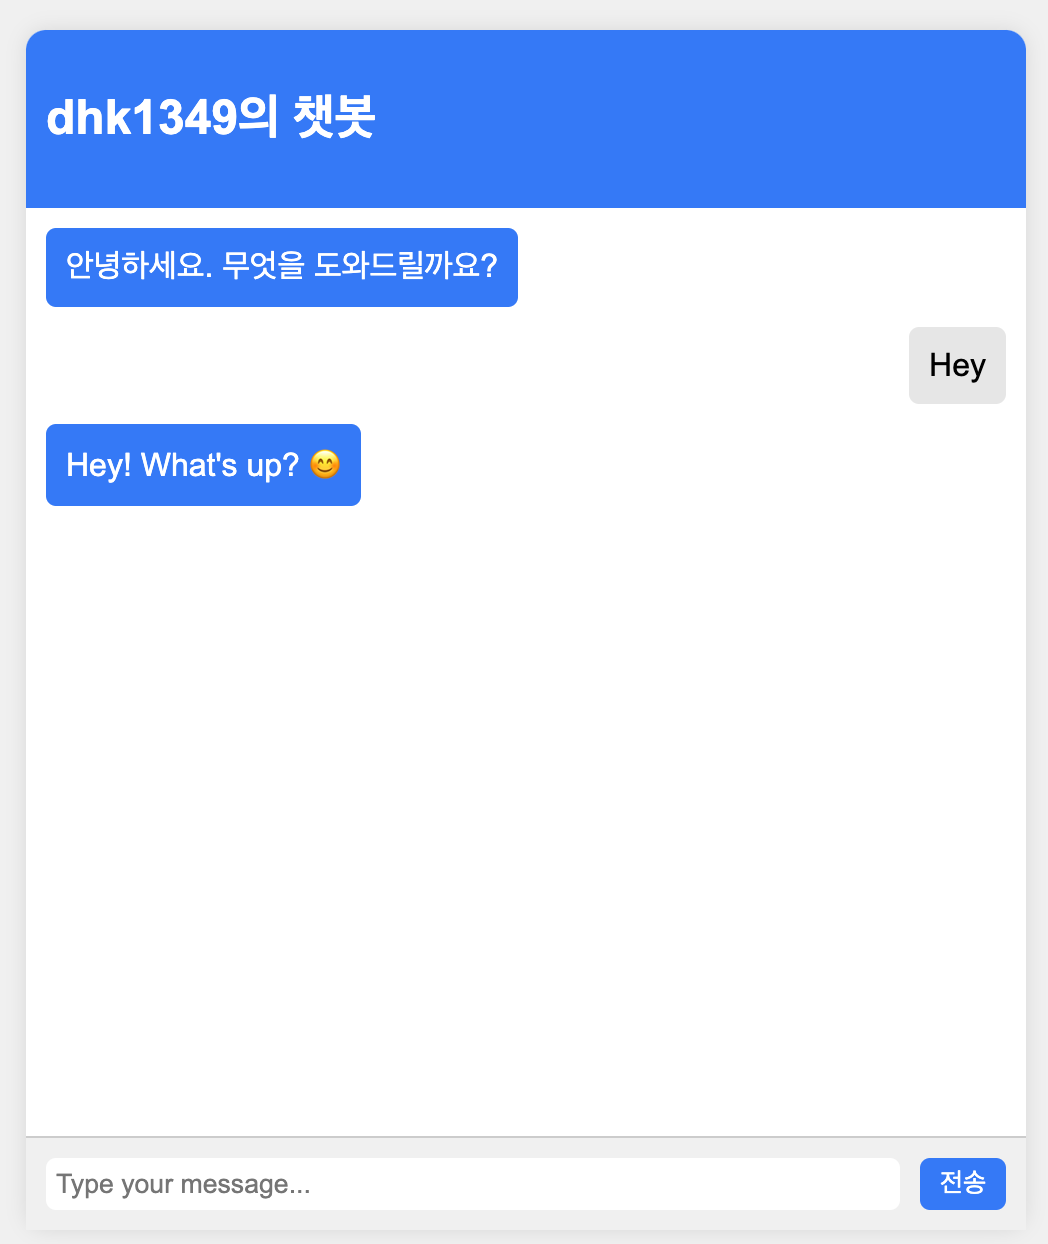 dhk1349의 챗봇
안녕하세요. 무엇을 도와드릴까요?
Hey
Hey! What's up? 😊
Type your message...
전송